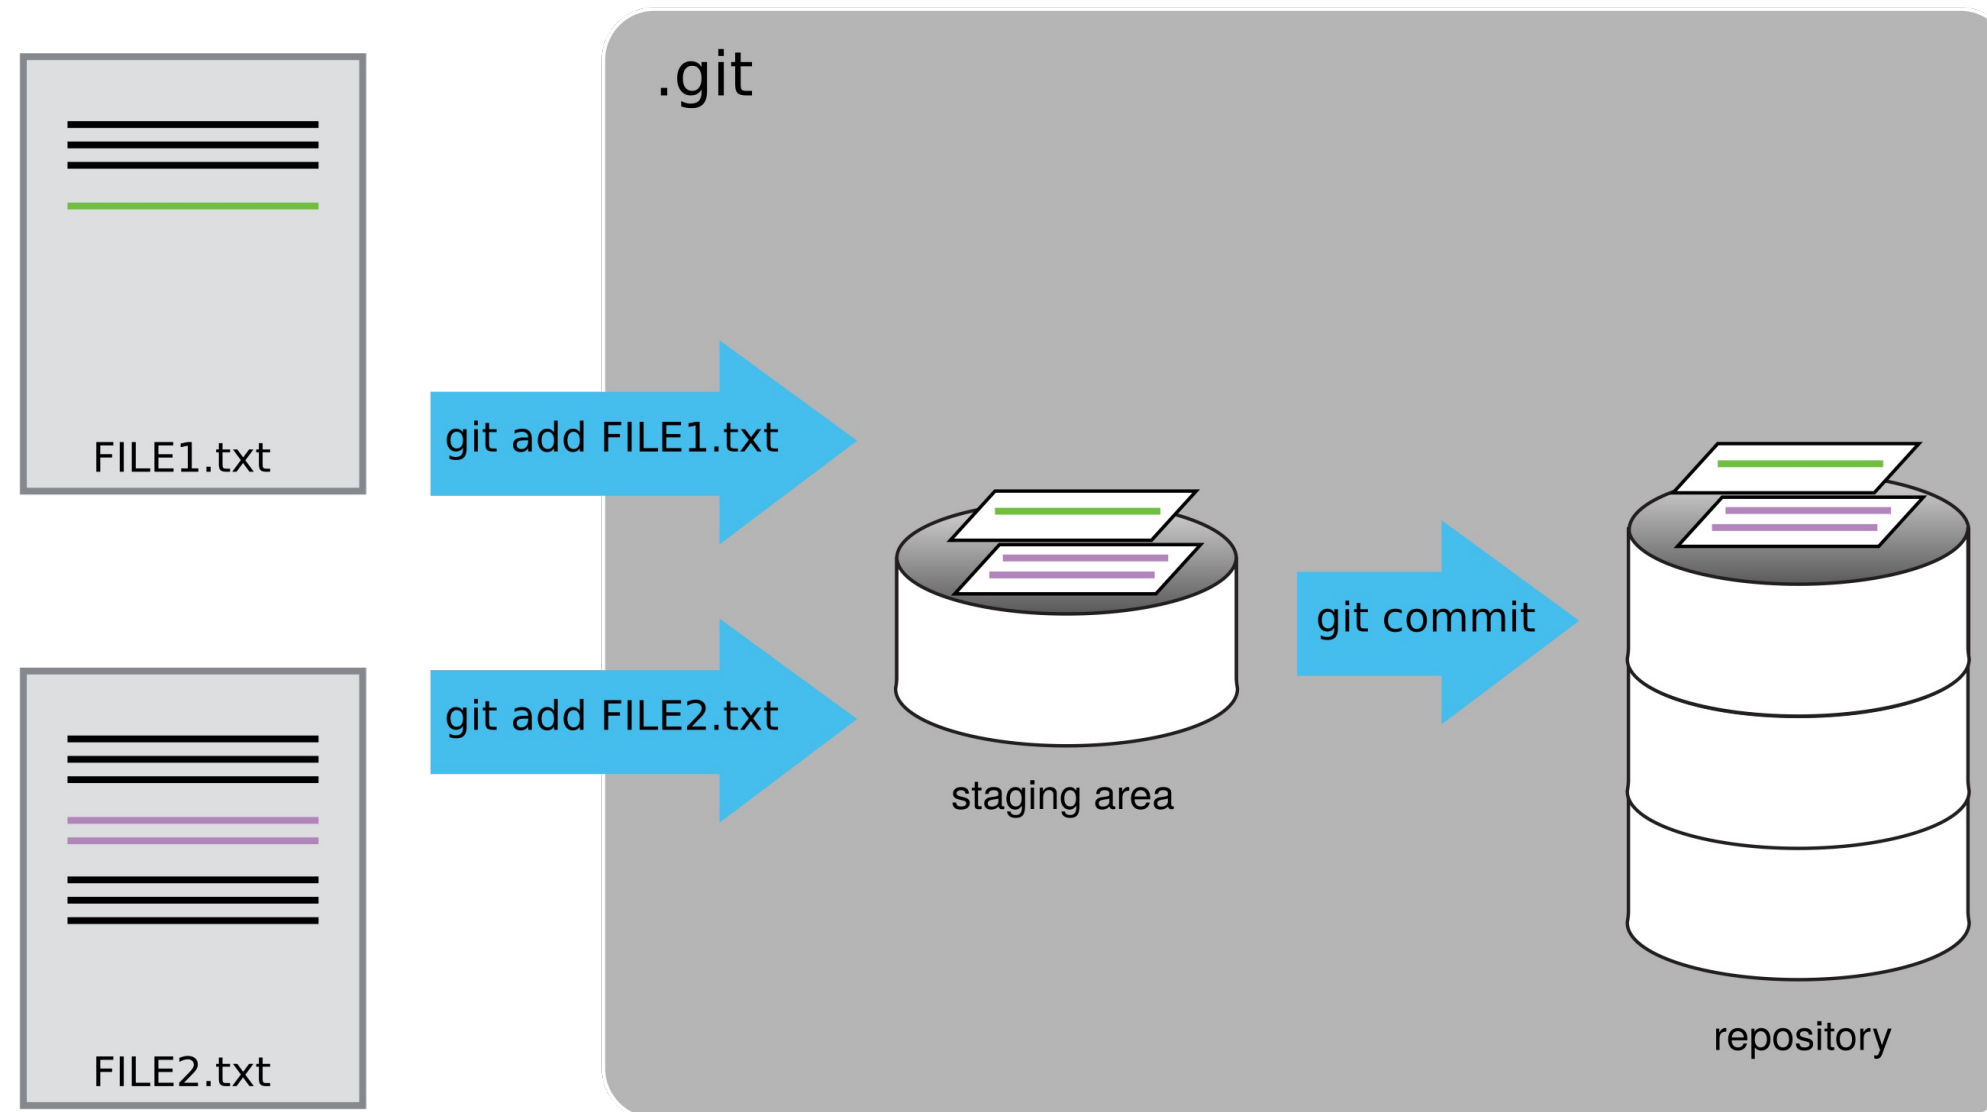 .git
FILE1.txt
git add FILE1.txt
git add FILE2.txt
staging area
git commit
repository
FILE2.txt